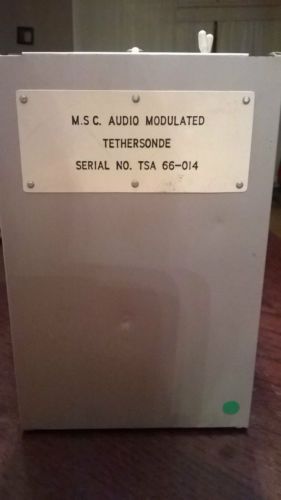 M.S C. AUDIO MODULATED
TETHERSONDE
SERIAL NO. TSA 66-014